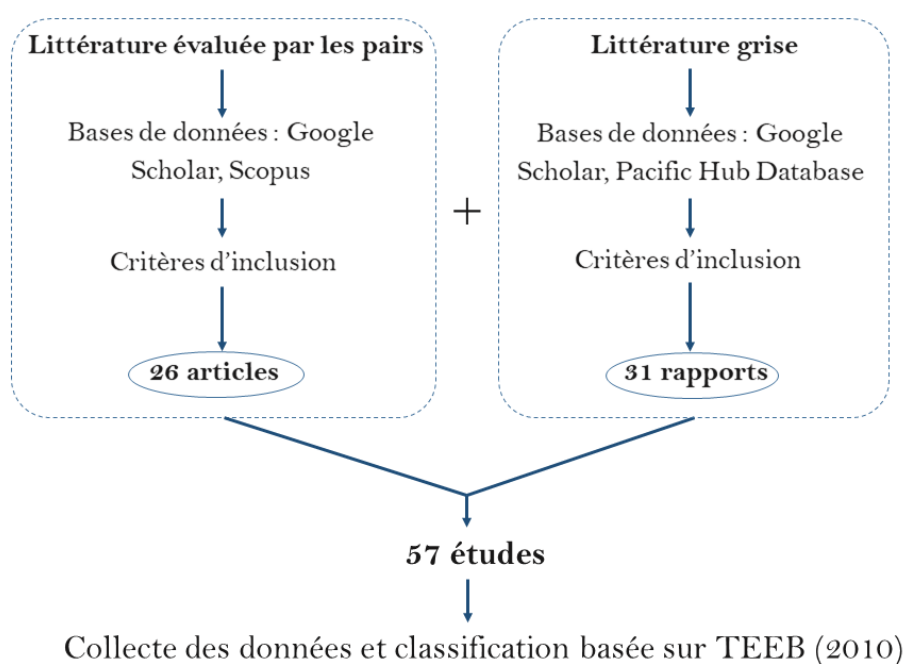 Littérature évaluée par les pairs
Bases de données : Google
Scholar, Scopus
Critères d'inclusion
26 articles
+
Littérature grise
Bases de données : Google
Scholar, Pacific Hub Database
Critères d'inclusion
31 rapports
57 études
Collecte des données et classification basée sur TEEB (2010)